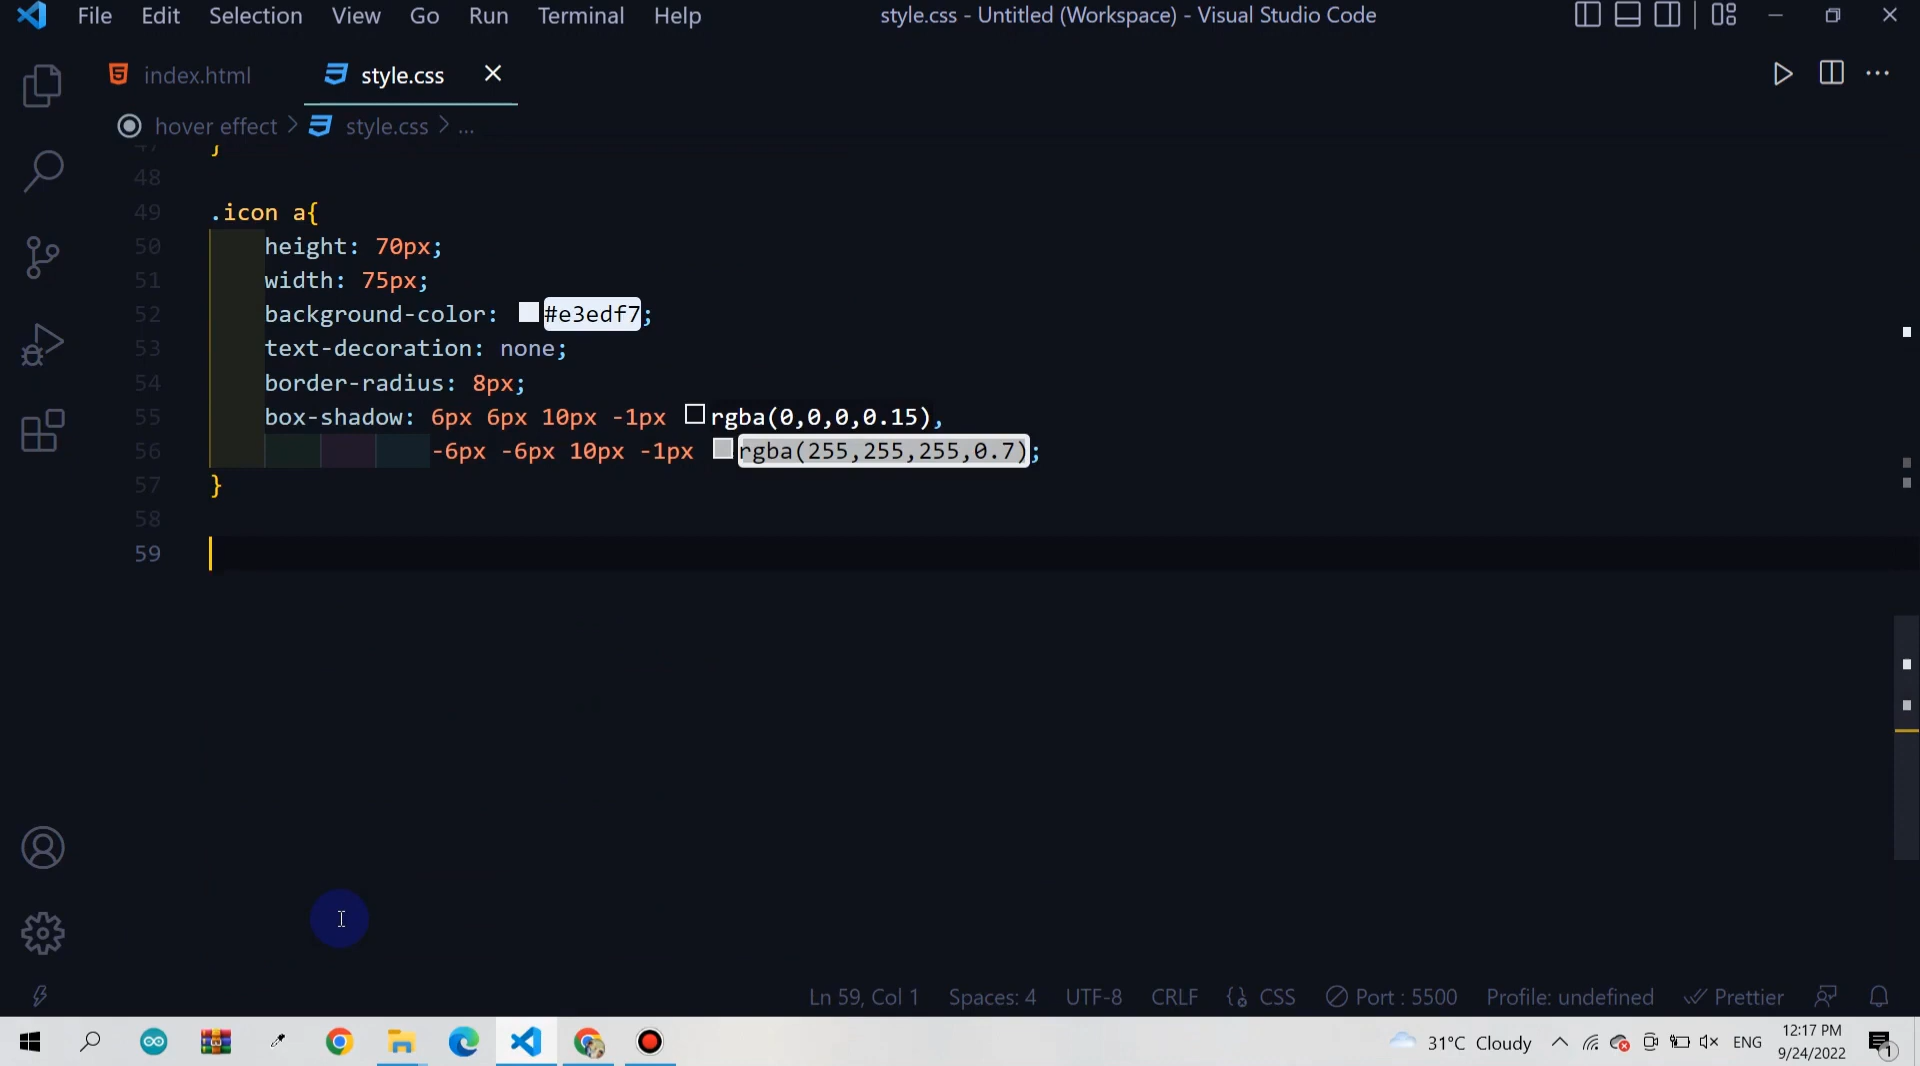 File Edit Selection View Go Run Terminal Help style.css - Untitled (Workspace) - Visual Studio Code
index.html style.css
hover effect > style.css > ...
47 }
48
49 .icon a{
50 height: 70px;
51 width: 75px;
52 background-color: #e3edf7;
53 text-decoration: none;
54 border-radius: 8px;
55 box-shadow: 6px 6px 10px -1px rgba(0,0,0,0.15),
56 -6px -6px 10px -1px rgba(255,255,255,0.7);
57 }
58
59
Ln 59, Col 1 Spaces: 4 UTF-8 CRLF {} CSS Port : 5500 Profile: undefined Prettier
31°C Cloudy ENG 12:17 PM
9/24/2022 1